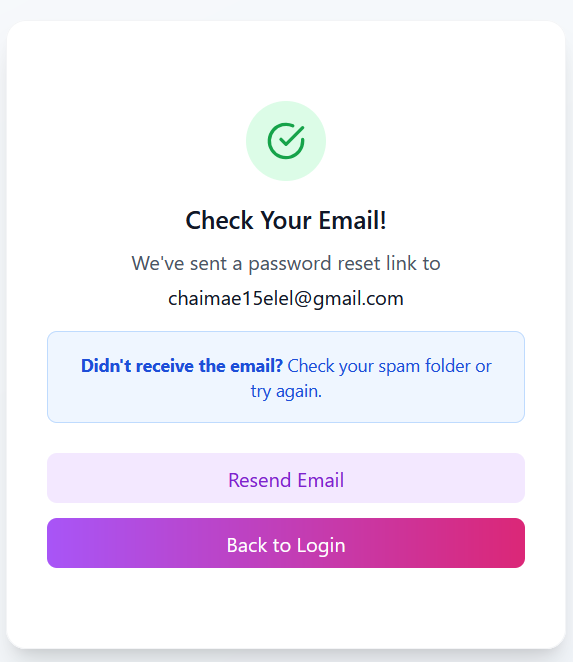 Check Your Email!
We've sent a password reset link to
chaimae15elel@gmail.com
Didn't receive the email? Check your spam folder or
try again.
Resend Email
Back to Login